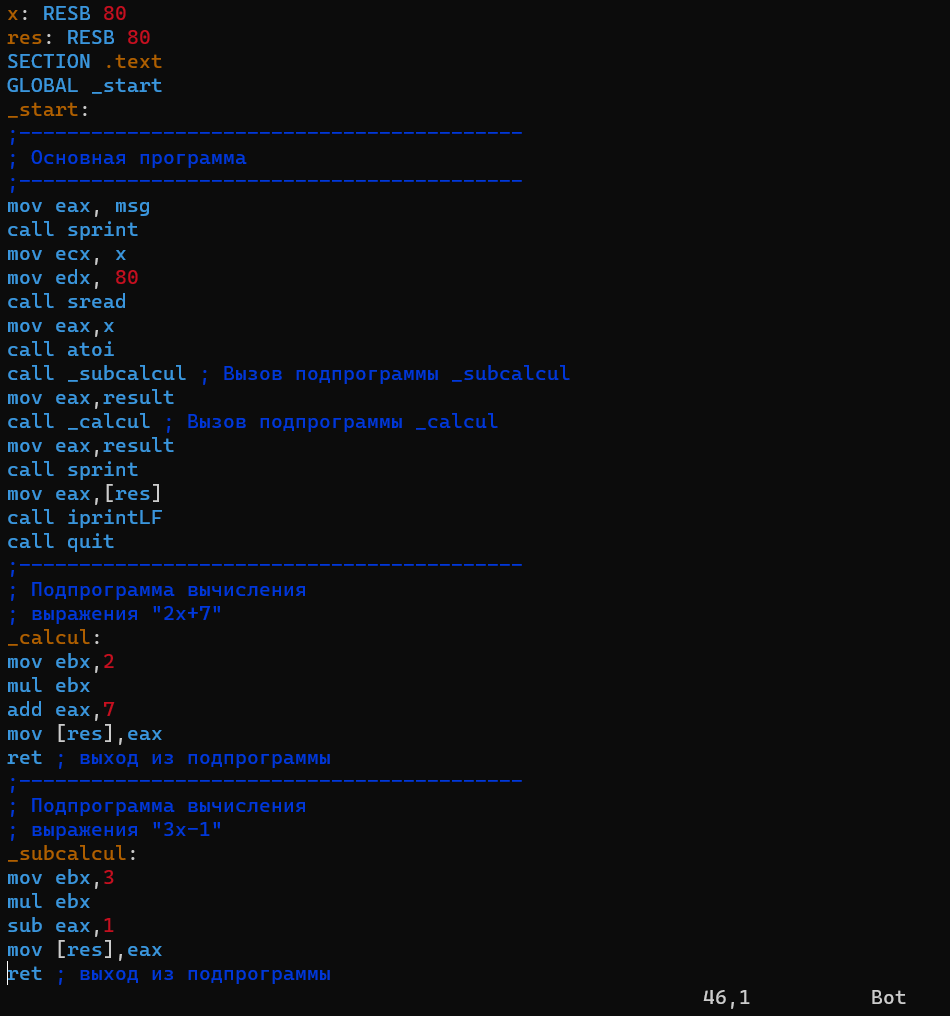 x: RESB 80
res: RESB 80
SECTION .text
GLOBAL _start
_start:
;------------------------------------------
; Основная программа
;------------------------------------------
mov eax, msg
call sprint
mov ecx, x
mov edx, 80
call sread
mov eax,x
call atoi
call _subcalcul ; Вызов подпрограммы _subcalcul
mov eax,result
call _calcul ; Вызов подпрограммы _calcul
mov eax,result
call sprint
mov eax,[res]
call iprintLF
call quit
;------------------------------------------
; Подпрограмма вычисления
; выражения "2x+7"
_calcul:
mov ebx,2
mul ebx
add eax,7
mov [res],eax
ret ; выход из подпрограммы
;------------------------------------------
; Подпрограмма вычисления
; выражения "3x-1"
_subcalcul:
mov ebx,3
mul ebx
sub eax,1
mov [res],eax
ret ; выход из подпрограммы
46,1 Bot